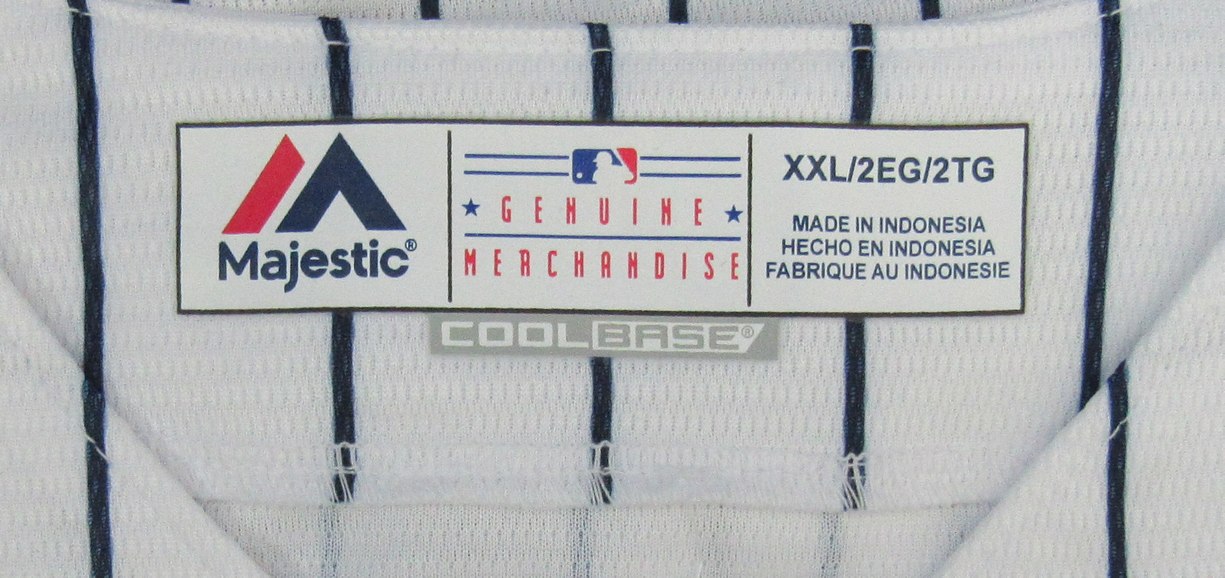 Majestic®
GENUINE
MERCHANDISE
XXL/2EG/2TG
MADE IN INDONESIA
HECHO EN INDONESIA
FABRIQUE AU INDONESIE
COOLBASE®